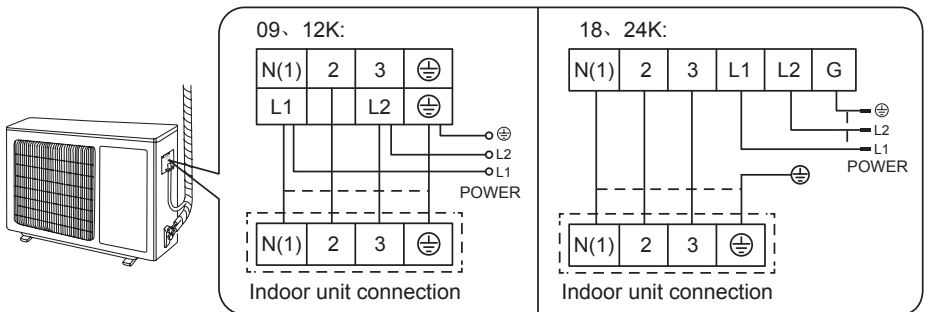 09、12K:
N(1) 2 3
L1 L2
L2
L1
POWER
N(1) 2 3
Indoor unit connection
18、24K:
N(1) 2 3 L1 L2 G
L2
L1
POWER
N(1) 2 3
Indoor unit connection